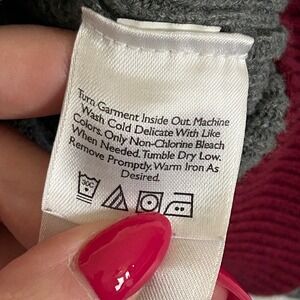 Turn Garment Inside Out. Machine
Wash Cold Delicate With Like
Colors. Only Non-Chlorine Bleach
When Needed. Tumble Dry Low.
Remove Promptly. Warm Iron As
Desired.